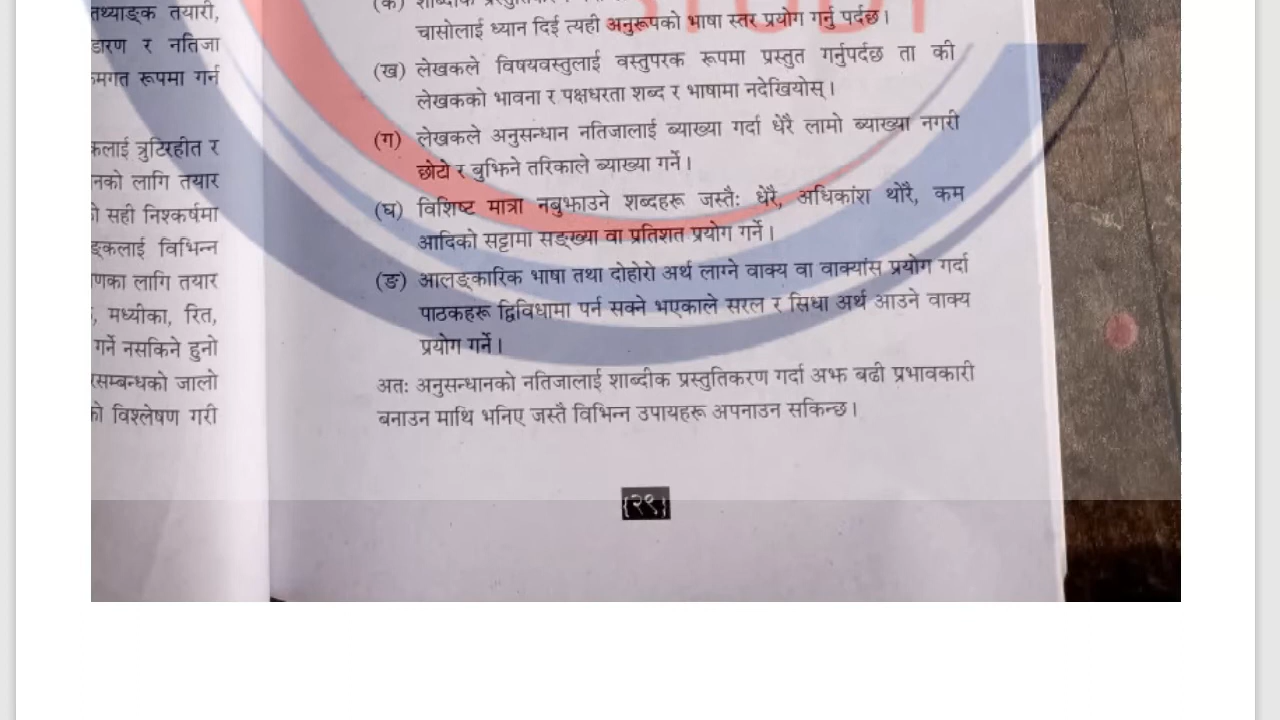 तथ्याङ्क तयारी,
डारण र नतिजा
मगत रूपमा गर्न
कलाई त्रुटिरहीत र
नको लागि तयार
सही निश्कर्षमा
ङ्कलाई विभिन्न
णका लागि तयार
, मध्यीका, रित,
गर्ने नसकिने हुनो
सम्बन्धको जालो
को विश्लेषण गरी
(क)
चासोलाई ध्यान दिई त्यही अनुरूपको भाषा स्तर प्रयोग गर्नु पर्दछ।
(ख) लेखकले विषयवस्तुलाई वस्तुपरक रूपमा प्रस्तुत गर्नुपर्दछ ता की
लेखकको भावना र पक्षधरता शब्द र भाषामा नदेखियोस्।
(ग) लेखकले अनुसन्धान नतिजालाई ब्याख्या गर्दा धेरै लामो ब्याख्या नगरी
छोटो र बुझिने तरिकाले ब्याख्या गर्ने।
(घ) विशिष्ट मात्रा नबुझाउने शब्दहरू जस्तैः धेरै, अधिकांश थोरै, कम
आदिको सट्टामा सङ्ख्या वा प्रतिशत प्रयोग गर्ने।
(ङ) आलङ्कारिक भाषा तथा दोहोरो अर्थ लाग्ने वाक्य वा वाक्यांस प्रयोग गर्दा
पाठकहरू द्विविधामा पर्न सक्ने भएकाले सरल र सिधा अर्थ आउने वाक्य
प्रयोग गर्ने।
अतः अनुसन्धानको नतिजालाई शाब्दीक प्रस्तुतिकरण गर्दा अझ बढी प्रभावकारी
बनाउन माथि भनिए जस्तै विभिन्न उपायहरू अपनाउन सकिन्छ।
{२९}